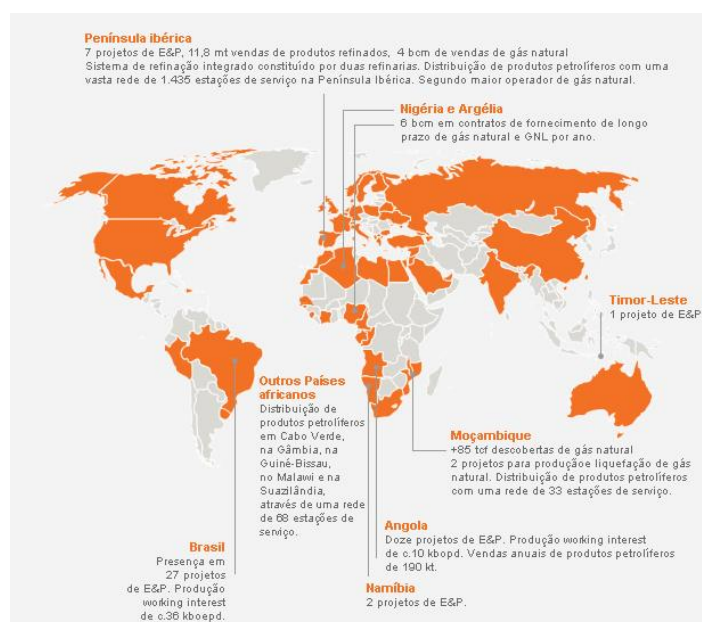 Península ibérica
7 projetos de E&P, 11,8 mt vendas de produtos refinados, 4 bcm de vendas de gás natural
Sistema de refinação integrado constituído por duas refinarias. Distribuição de produtos petrolíferos com uma
vasta rede de 1.435 estações de serviço na Península Ibérica. Segundo maior operador de gás natural.
Nigéria e Argélia
6 bcm em contratos de fornecimento de longo
prazo de gás natural e GNL por ano.
Timor-Leste
1 projeto de E&P
Outros Países
africanos
Distribuição de
produtos petrolíferos
em Cabo Verde,
na Gâmbia, na
Guiné-Bissau,
no Malawi e na
Suazilândia,
através de uma rede
de 68 estações de
serviço.
Moçambique
+85 tcf descobertas de gás natural
2 projetos para produçãoe liquefação de gás
natural. Distribuição de produtos petrolíferos
com uma rede de 33 estações de serviço.
Angola
Doze projetos de E&P. Produção working interest
de c.10 kbopd. Vendas anuais de produtos petrolíferos
de 190 kt.
Brasil
Presença em
27 projetos
de E&P. Produção
working interest
de c.36 kboepd.
Namíbia
2 projetos de E&P.